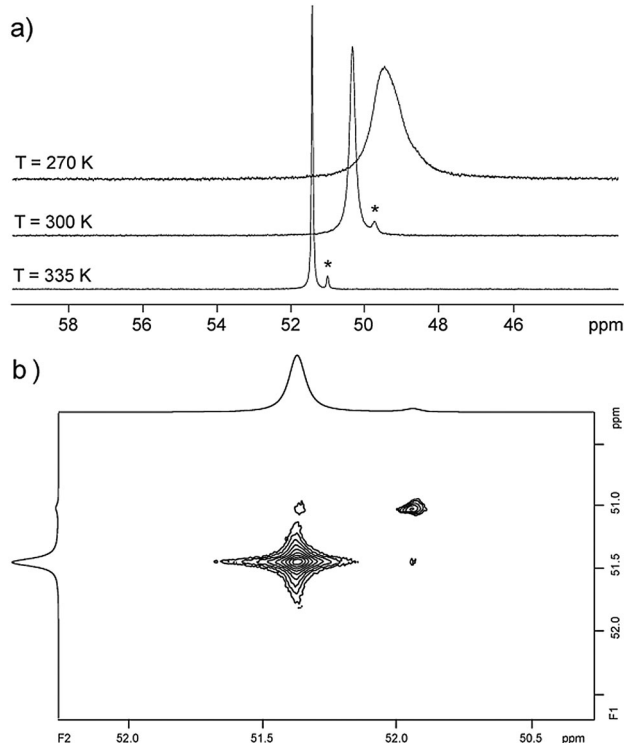 a)
T = 270 K
T = 300 K
*
T = 335 K
*
58 56 54 52 50 48 46 ppm
b )
ppm
51.0
51.5
52.0
F1
F2 52.0 51.5 52.0 50.5 ppm